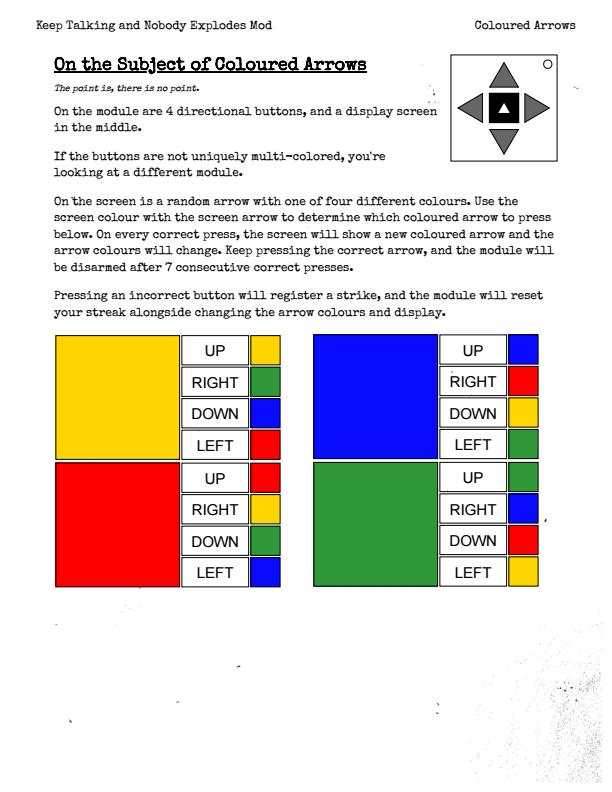 Keep Talking and Nobody Explodes Mod
Coloured Arrows
On the Subject of Coloured Arrows
The point is, there is no point.
On the module are 4 directional buttons, and a display screen
in the middle.
If the buttons are not uniquely multi-colored, you're
looking at a different module.
On the screen is a random arrow with one of four different colours. Use the
screen colour with the screen arrow to determine which coloured arrow to press
below. On every correct press, the screen will show a new coloured arrow and the
arrow colours will change. Keep pressing the correct arrow, and the module will
be disarmed after 7 consecutive correct presses.
Pressing an incorrect button will register a strike, and the module will reset
your streak alongside changing the arrow colours and display.
UP
RIGHT
DOWN
LEFT
UP
RIGHT
DOWN
LEFT
UP
RIGHT
DOWN
LEFT
UP
RIGHT
DOWN
LEFT